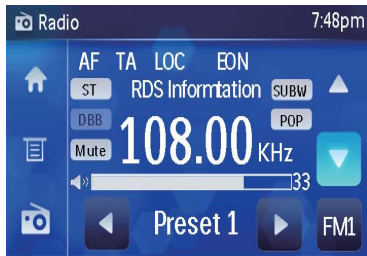 Radio 7:48pm
AF TA LOC EON
ST RDS Informtation SUBW
DBB POP
Mute 108.00 KHz
33
Preset 1 FM1